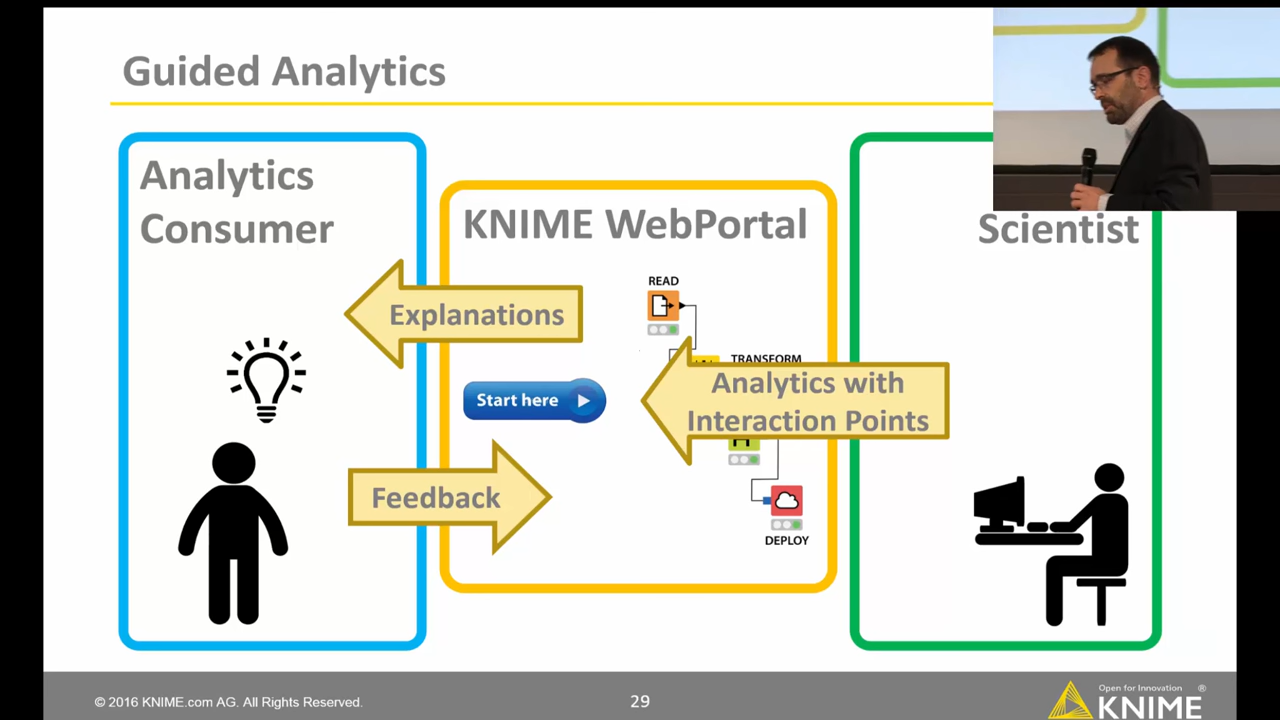 Guided Analytics
Analytics
Consumer
KNIME WebPortal
Scientist
READ
Explanations
TRANSFORM
Analytics with
Interaction Points
Start here
Feedback
DEPLOY
© 2016 KNIME.com AG. All Rights Reserved.
29
Open for Innovation ®
KNIME